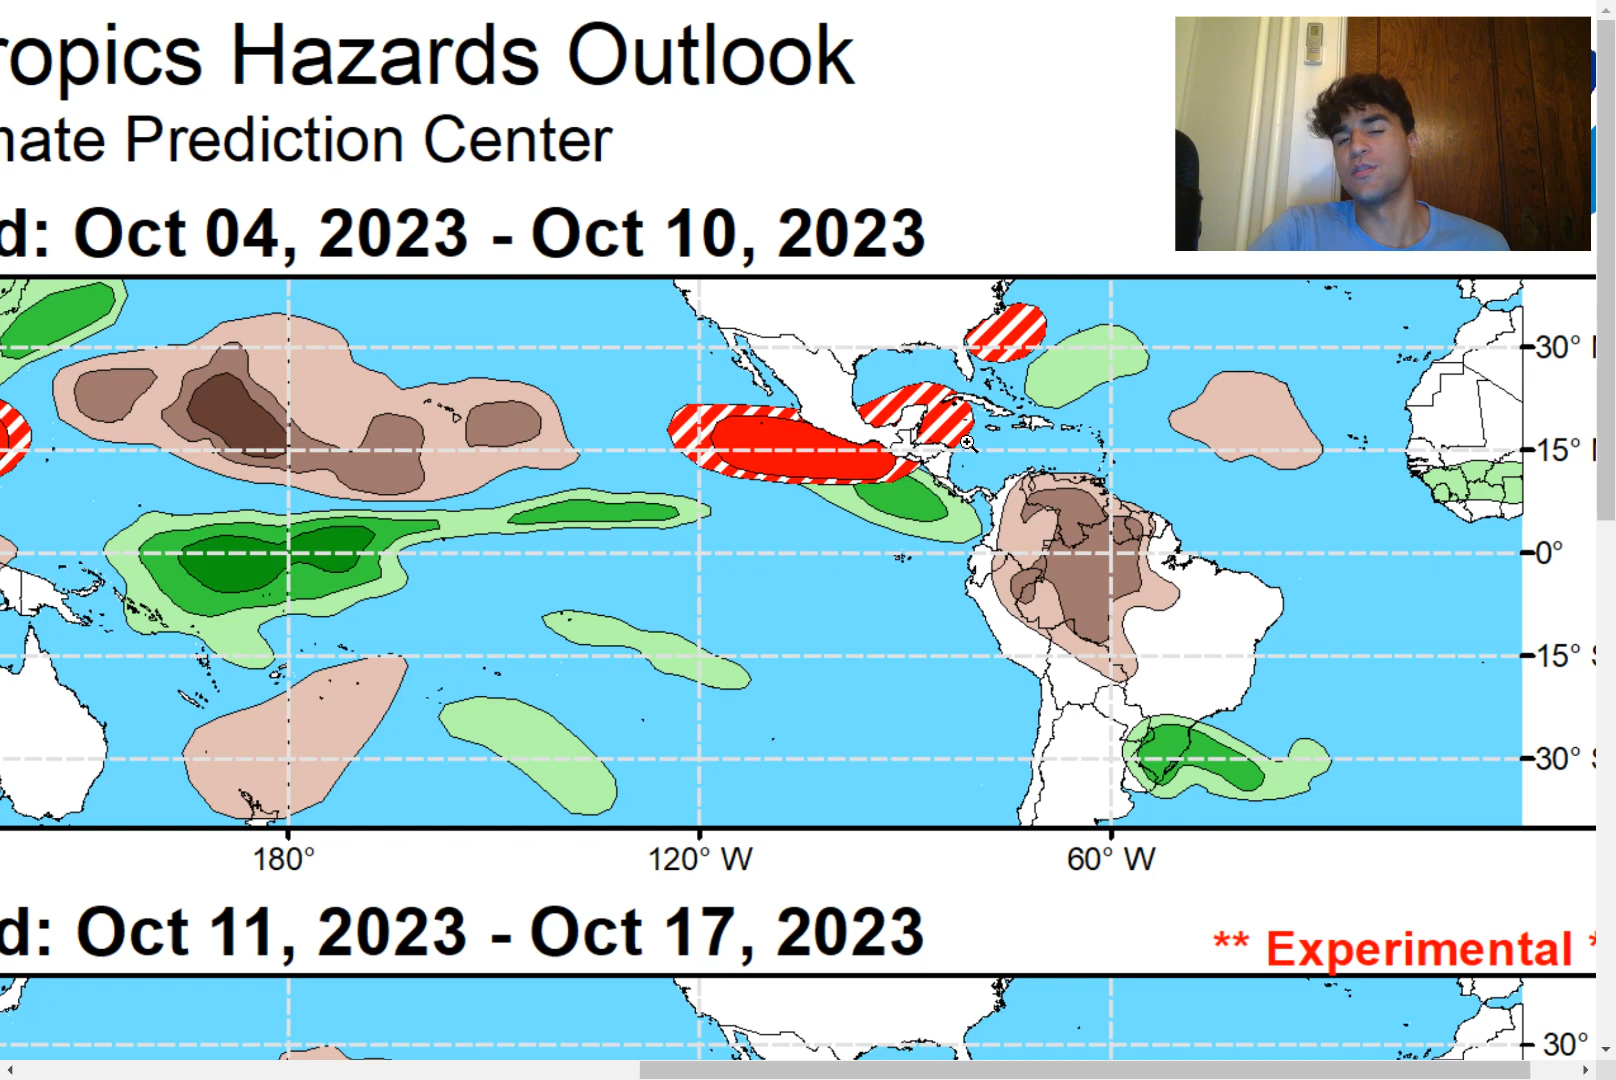 ropics Hazards Outlook
mate Prediction Center
d: Oct 04, 2023 - Oct 10, 2023
30°
15°
0°
15° S
30° S
180°
120° W
60° W
d: Oct 11, 2023 - Oct 17, 2023
** Experimental *
30°